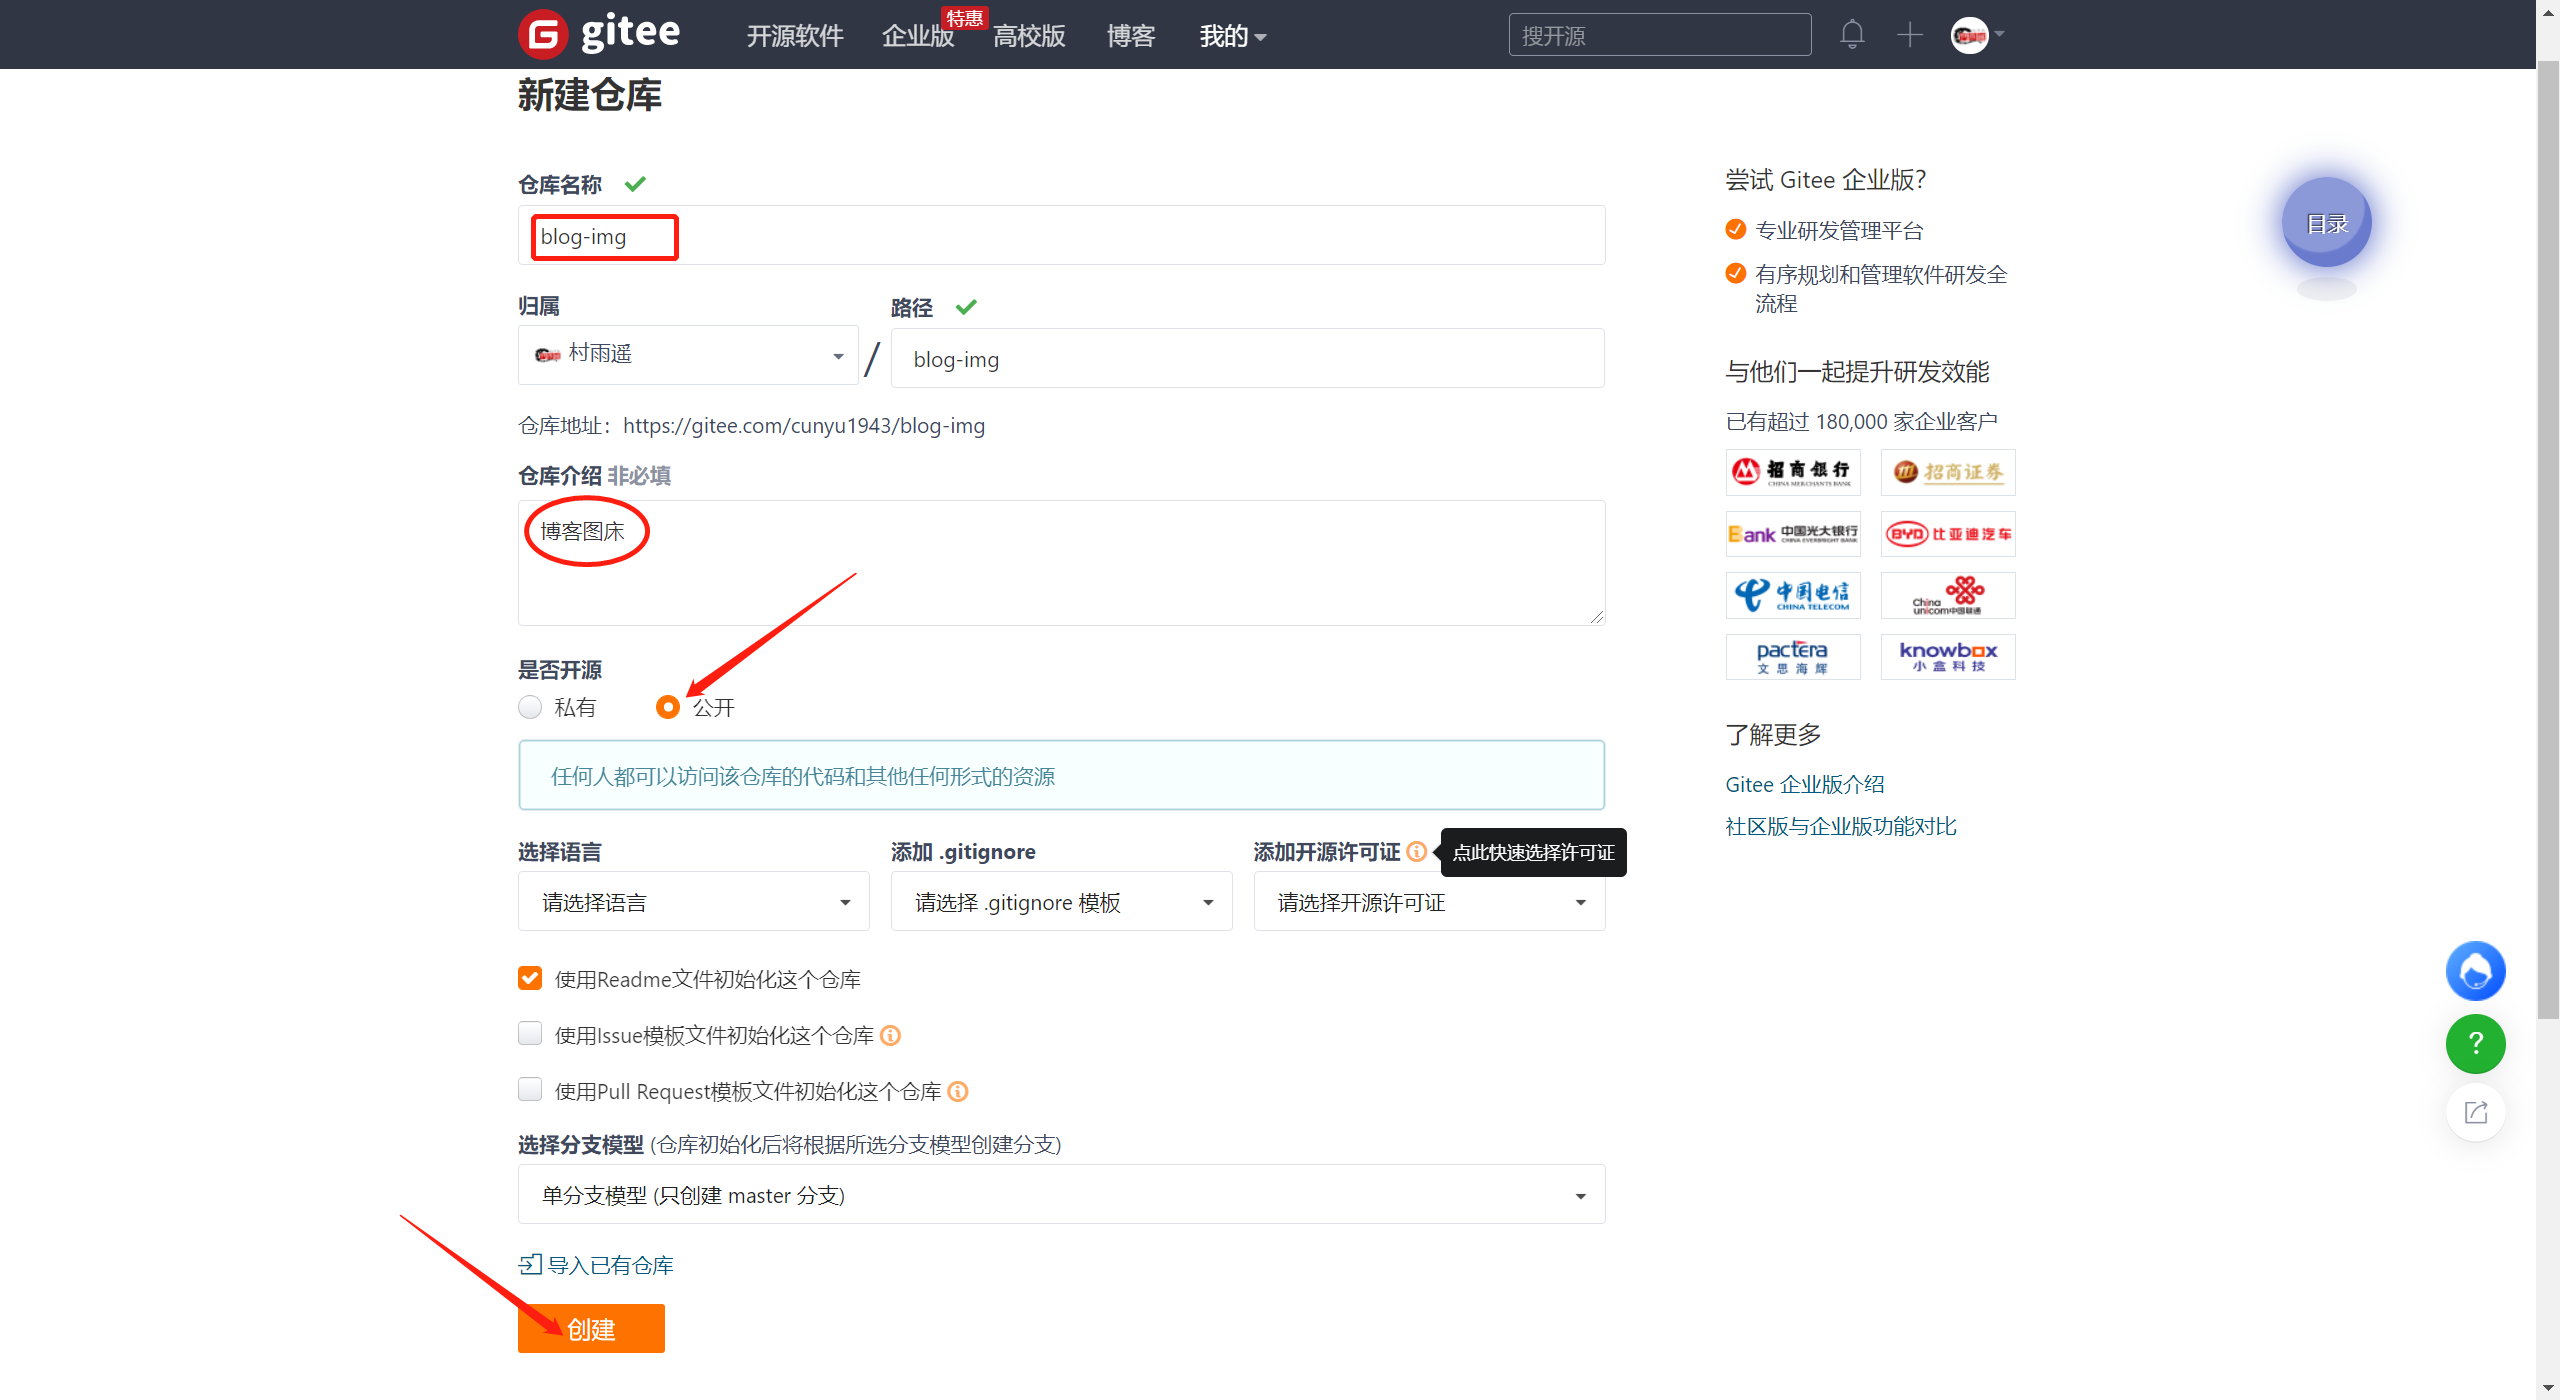 gitee 开源软件 企业版 特惠 高校版 博客 我的 搜开源
新建仓库
仓库名称
blog-img
归属
路径
村雨遥 / blog-img
仓库地址：https://gitee.com/cunyu1943/blog-img
仓库介绍 非必填
博客图床
是否开源
私有 公开
任何人都可以访问该仓库的代码和其他任何形式的资源
选择语言 添加 .gitignore 添加开源许可证 点此快速选择许可证
请选择语言 请选择 .gitignore 模板 请选择开源许可证
使用Readme文件初始化这个仓库
使用Issue模板文件初始化这个仓库
使用Pull Request模板文件初始化这个仓库
选择分支模型 (仓库初始化后将根据所选分支模型创建分支)
单分支模型 (只创建 master 分支)
导入已有仓库
创建
尝试 Gitee 企业版？
专业研发管理平台
有序规划和管理软件研发全
流程
与他们一起提升研发效能
已有超过 180,000 家企业客户
招商银行
CHINA MERCHANTS BANK
招商证券
Bank 中国光大银行
CHINA EVERBRIGHT BANK
BYD 比亚迪汽车
中国电信
CHINA TELECOM
China
unicom中国联通
pactera
文思海辉
knowbox
小盒科技
了解更多
Gitee 企业版介绍
社区版与企业版功能对比
目录
?